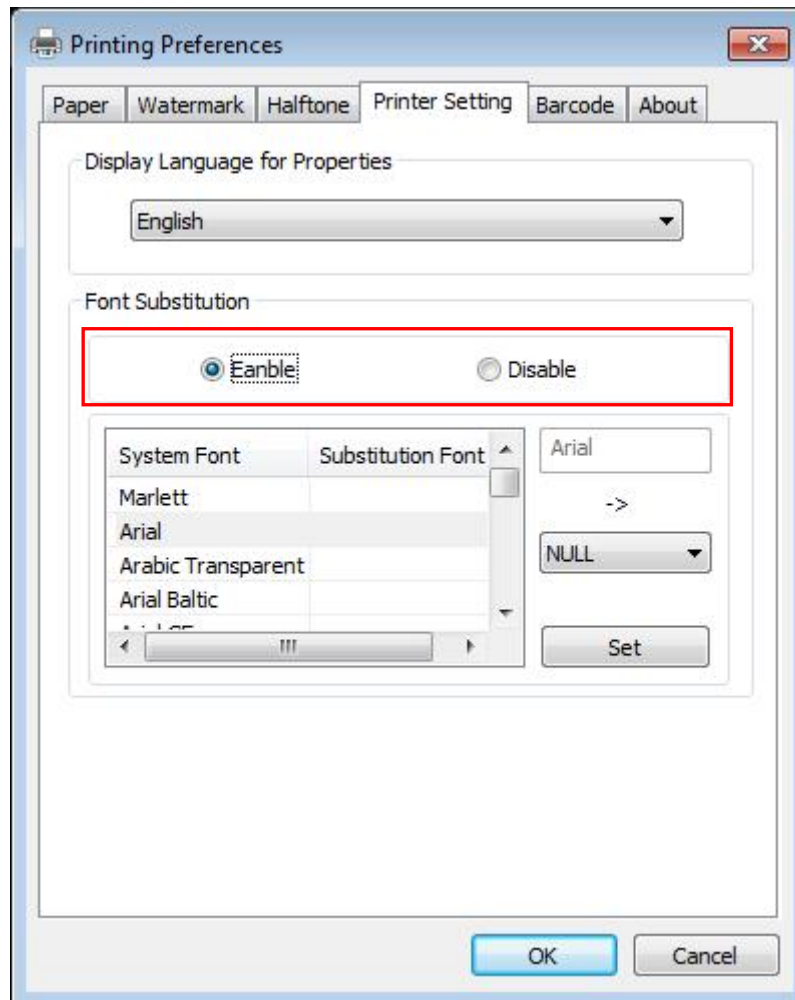 Printing Preferences
Paper Watermark Halftone Printer Setting Barcode About
Display Language for Properties
English
Font Substitution
Eanble Disable
System Font Substitution Font
Marlett
Arial
Arabic Transparent
Arial Baltic
Arial
->
NULL
Set
OK Cancel